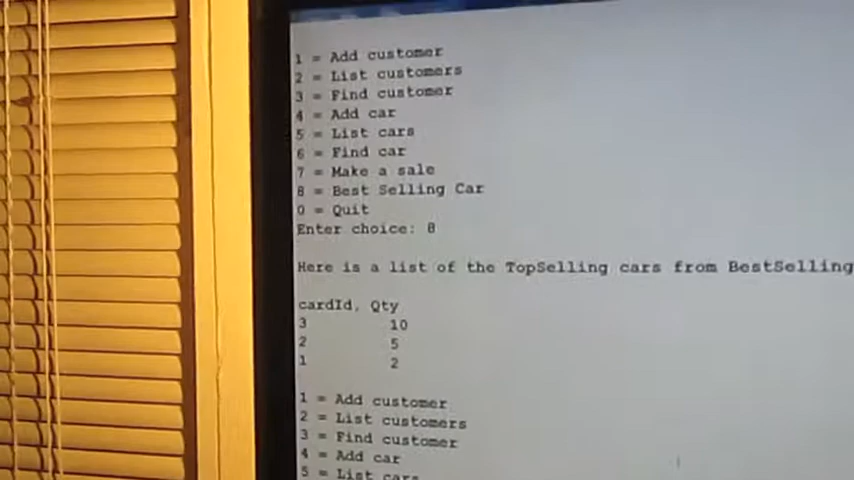 1 = Add customer
2 = List customers
3 = Find customer
4 = Add car
5 = List cars
6 = Find car
7 = Make a sale
8 = Best Selling Car
0 = Quit
Enter choice: 8
Here is a list of the TopSelling cars from BestSelling
cardId, Qty
3 10
2 5
1 2
1 = Add customer
2 = List customers
3 = Find customer
4 = Add car
5 = List cars